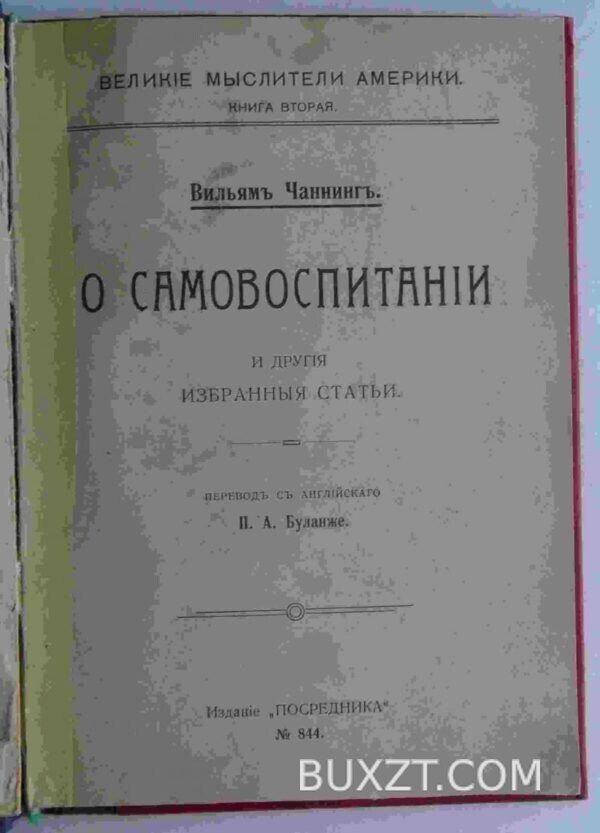 ВЕЛИКІЕ МЫСЛИТЕЛИ АМЕРИКИ.
КНИГА ВТОРАЯ.
Вильямъ Чаннингъ.
О САМОВОСПИТАНІИ
И ДРУГІЯ
ИЗБРАННЫЯ СТАТЬИ.
ПЕРЕВОДЪ СЪ АНГЛІЙСКАГО
П. А. Буланже.
Изданіе „ПОСРЕДНИКА“
№ 844.
BUXZT.COM